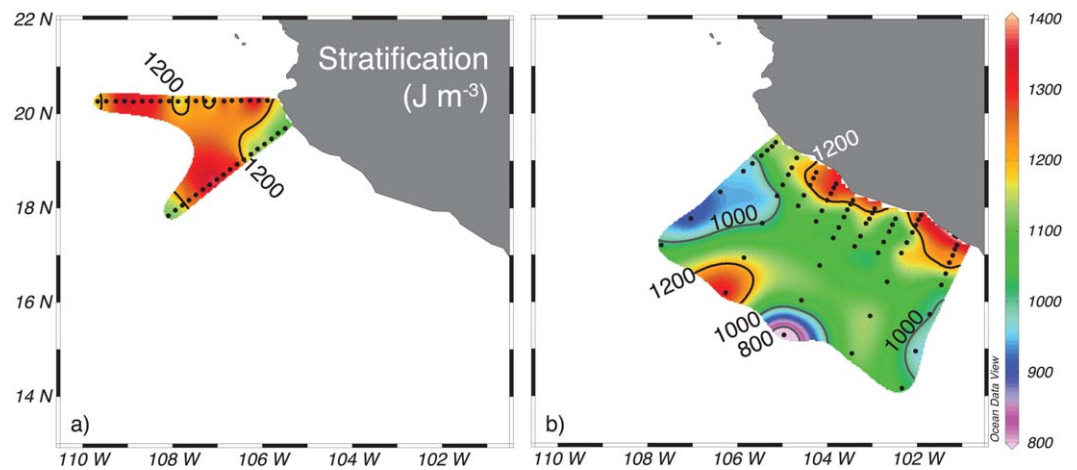 22 N
20 N
18 N
16 N
14 N
110 W
108 W
106 W
104 W
102 W
Stratification
(J m⁻³)
1200
1200
a)
110 W
108 W
106 W
104 W
102 W
1200
1000
1200
1000
800
1000
b)
Ocean Data View
1400
1300
1200
1100
1000
900
800